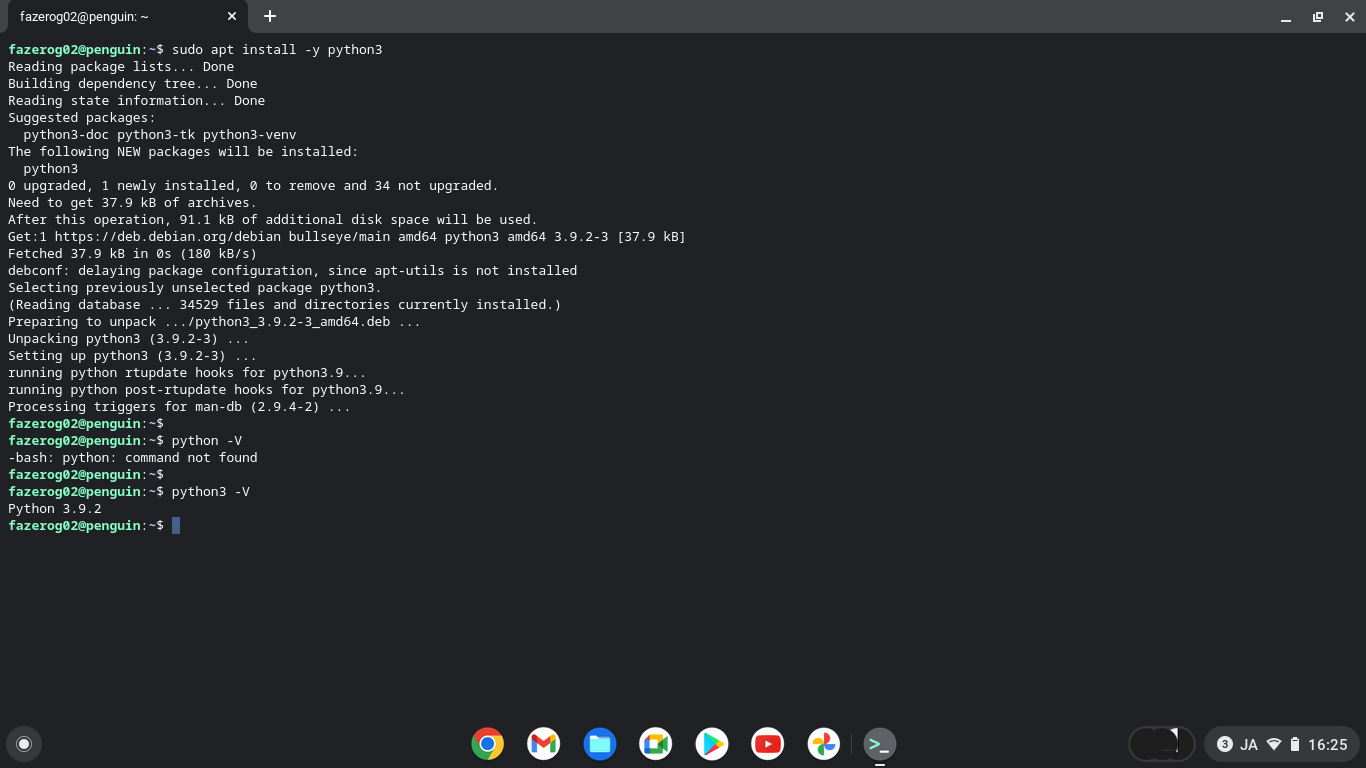 fazerog02@penguin: ~
fazerog02@penguin:~$ sudo apt install -y python3
Reading package lists... Done
Building dependency tree... Done
Reading state information... Done
Suggested packages:
  python3-doc python3-tk python3-venv
The following NEW packages will be installed:
  python3
0 upgraded, 1 newly installed, 0 to remove and 34 not upgraded.
Need to get 37.9 kB of archives.
After this operation, 91.1 kB of additional disk space will be used.
Get:1 https://deb.debian.org/debian bullseye/main amd64 python3 amd64 3.9.2-3 [37.9 kB]
Fetched 37.9 kB in 0s (180 kB/s)
debconf: delaying package configuration, since apt-utils is not installed
Selecting previously unselected package python3.
(Reading database ... 34529 files and directories currently installed.)
Preparing to unpack .../python3_3.9.2-3_amd64.deb ...
Unpacking python3 (3.9.2-3) ...
Setting up python3 (3.9.2-3) ...
running python rtupdate hooks for python3.9...
running python post-rtupdate hooks for python3.9...
Processing triggers for man-db (2.9.4-2) ...
fazerog02@penguin:~$
fazerog02@penguin:~$ python -V
-bash: python: command not found
fazerog02@penguin:~$
fazerog02@penguin:~$ python3 -V
Python 3.9.2
fazerog02@penguin:~$
3 JA 16:25